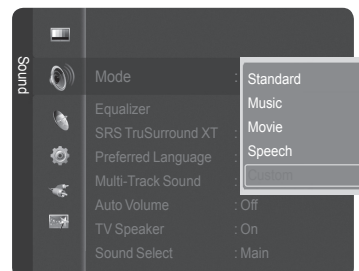 Sound
Mode :
Standard
Music
Movie
Speech
Custom
Equalizer
SRS TruSurround XT :
Preferred Language :
Multi-Track Sound :
Auto Volume : Off
TV Speaker : On
Sound Select : Main